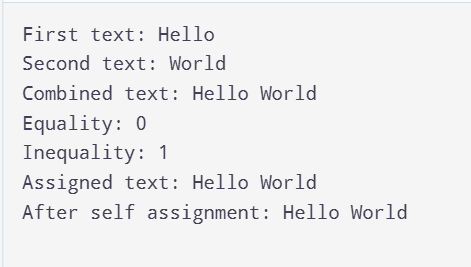 First text: Hello
Second text: World
Combined text: Hello World
Equality: 0
Inequality: 1
Assigned text: Hello World
After self assignment: Hello World